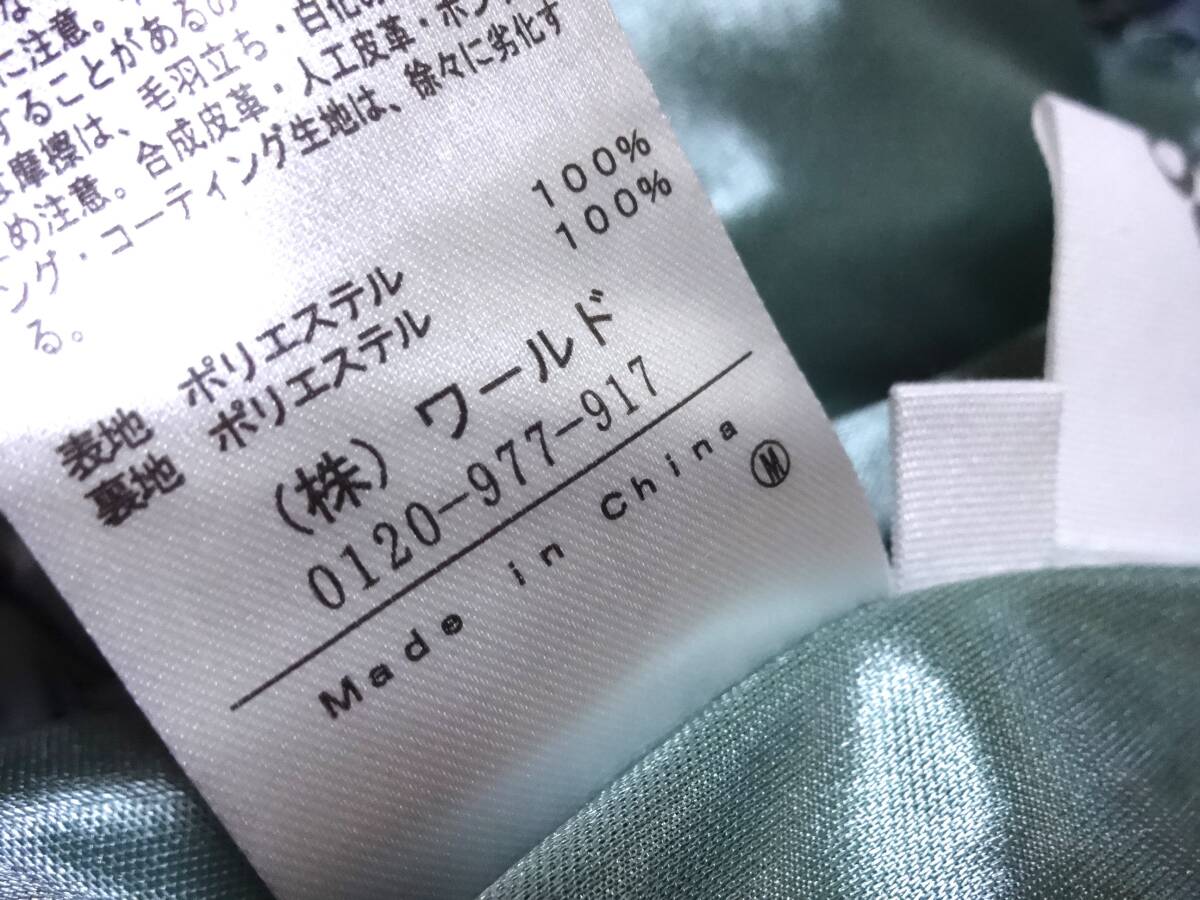 に注意。
することがあるの
摩擦は、毛羽立ち・白化の
め注意。合成皮革・人工皮革・ボンデ
ング・コーティング生地は、徐々に劣化す
る。
表地 ポリエステル 100%
裏地 ポリエステル 100%
(株) ワールド
0120-977-917
Made in China
M